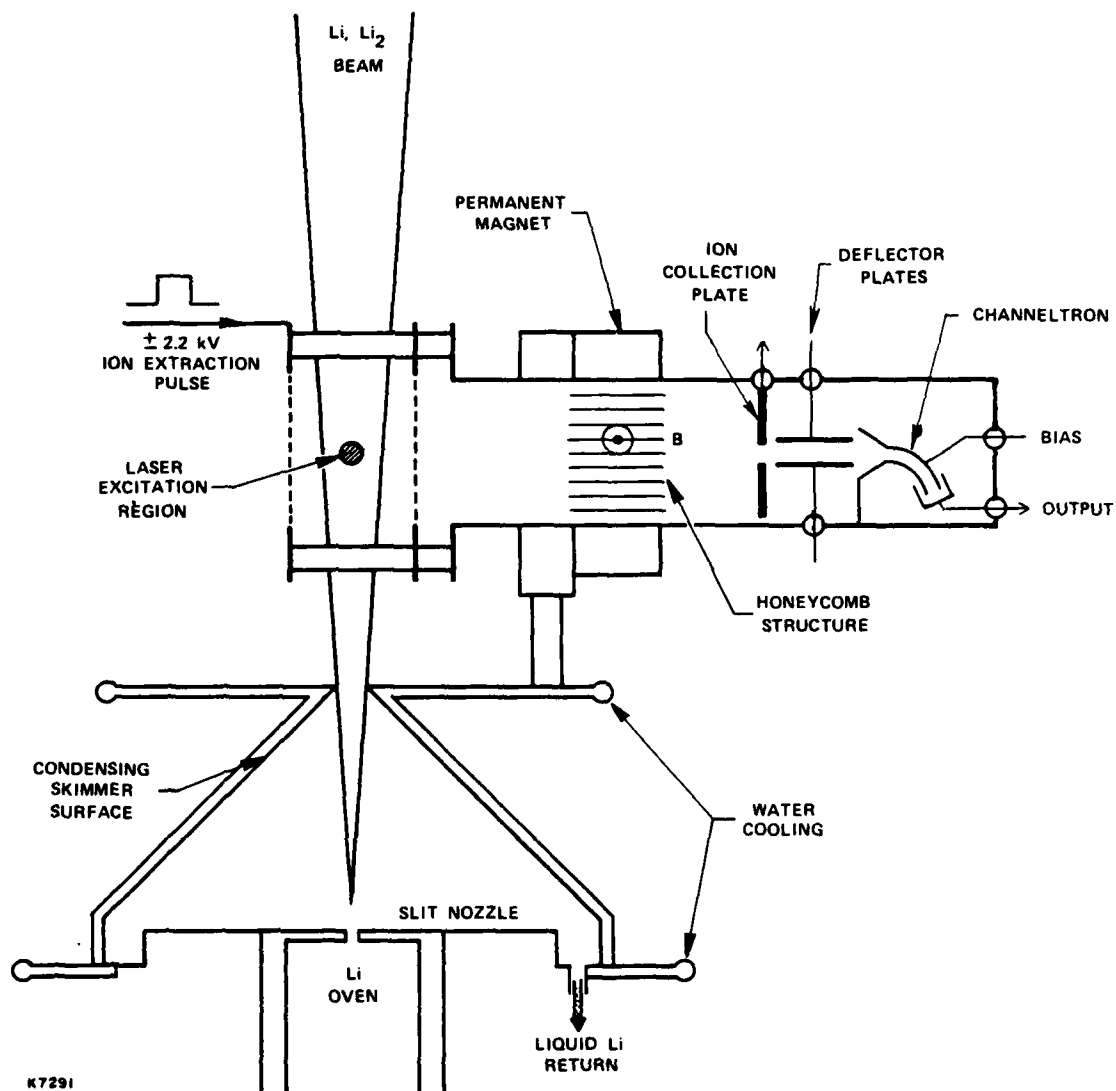 Li, Li2
BEAM
PERMANENT
MAGNET
ION
COLLECTION
PLATE
DEFLECTOR
PLATES
CHANNELTRON
± 2.2 kV
ION EXTRACTION
PULSE
B
BIAS
LASER
EXCITATION
REGION
OUTPUT
HONEYCOMB
STRUCTURE
CONDENSING
SKIMMER
SURFACE
WATER
COOLING
SLIT NOZZLE
Li
OVEN
LIQUID Li
RETURN
K7291